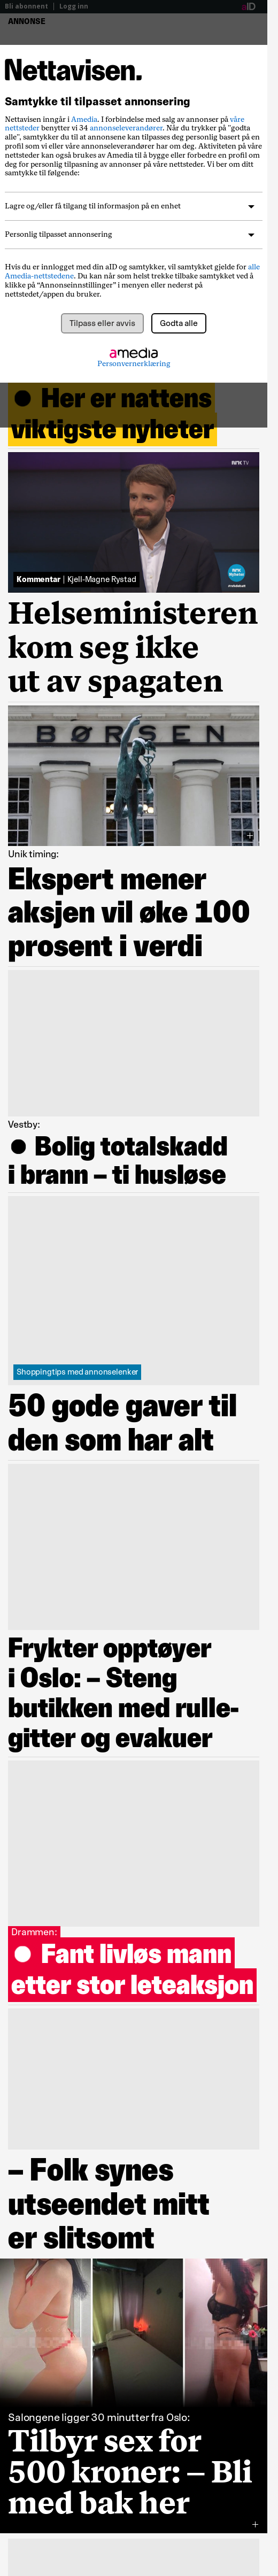 Bli abonnent | Logg inn
aID
ANNONSE
Nettavisen.
Samtykke til tilpasset annonsering
Nettavisen inngår i Amedia. I forbindelse med salg av annonser på våre
nettsteder benytter vi 34 annonseleverandører. Når du trykker på "godta
alle", samtykker du til at annonsene kan tilpasses deg personlig basert på en
profil som vi eller våre annonseleverandører har om deg. Aktiviteten på våre
nettsteder kan også brukes av Amedia til å bygge eller forbedre en profil om
deg for personlig tilpasning av annonser på våre nettsteder. Vi ber om ditt
samtykke til følgende:
Lagre og/eller få tilgang til informasjon på en enhet
Personlig tilpasset annonsering
Hvis du er innlogget med din aID og samtykker, vil samtykket gjelde for alle
Amedia-nettstedene. Du kan når som helst trekke tilbake samtykket ved å
klikke på “Annonseinnstillinger” i menyen eller nederst på
nettstedet/appen du bruker.
Tilpass eller avvis
Godta alle
amedia
Personvernerklæring
Her er nattens
viktigste nyheter
NRK TV
NRK
Nyheter
Kommentar | Kjell-Magne Rystad
Helseministeren
kom seg ikke
ut av spagaten
BØRSEN
Unik timing:
Ekspert mener
aksjen vil øke 100
prosent i verdi
Vestby:
Bolig totalskadd
i brann – ti husløse
Shoppingtips med annonselenker
50 gode gaver til
den som har alt
Frykter opptøyer
i Oslo: – Steng
butikken med rulle-
gitter og evakuer
Drammen:
Fant livløs mann
etter stor leteaksjon
– Folk synes
utseendet mitt
er slitsomt
Salongene ligger 30 minutter fra Oslo:
Tilbyr sex for
500 kroner: – Bli
med bak her